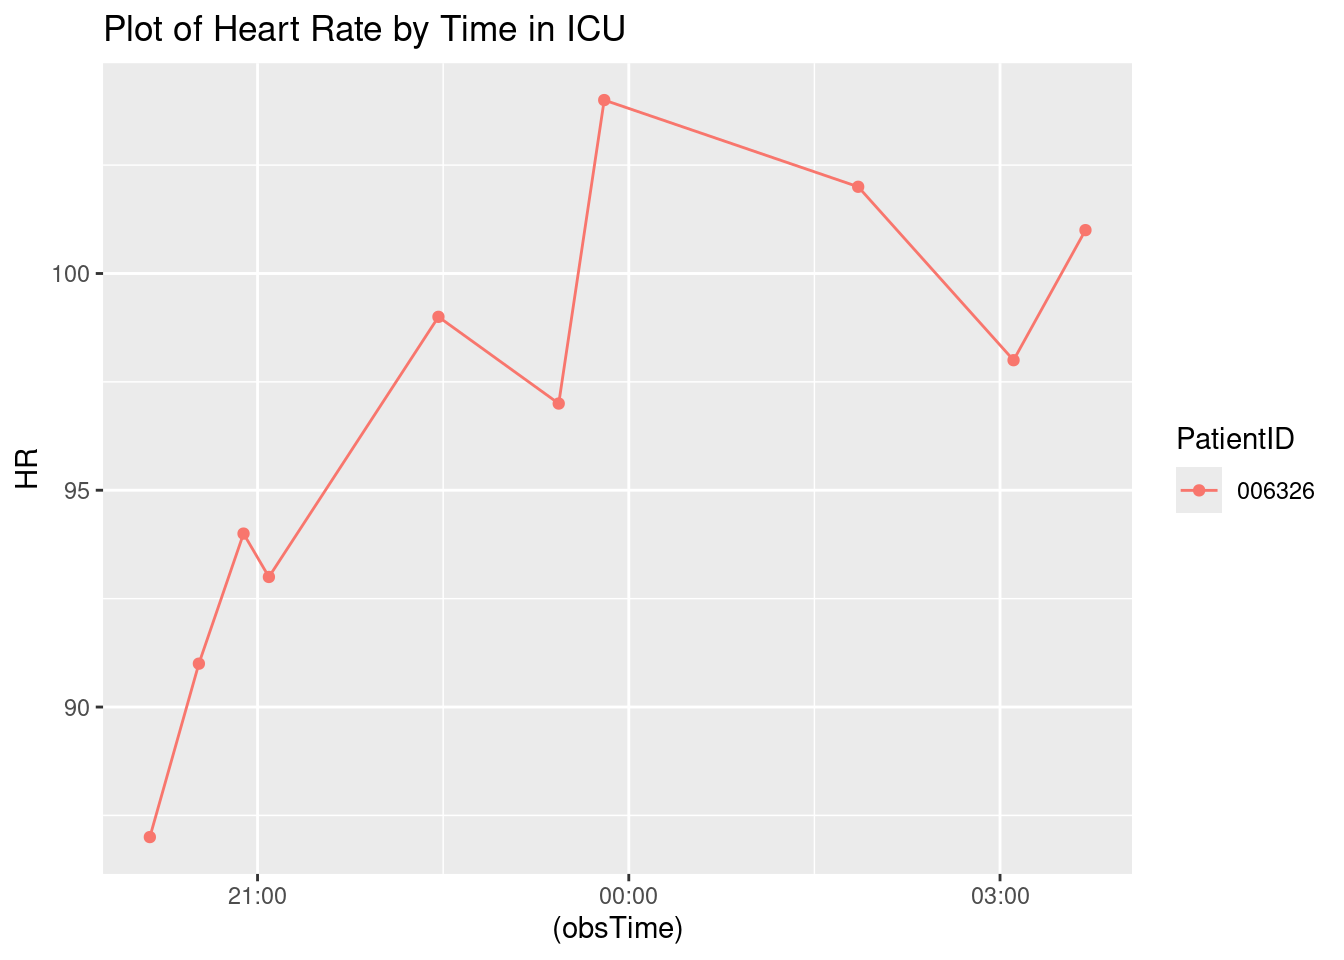 Plot of Heart Rate by Time in ICU
HR
100
95
90
21:00
00:00
03:00
(obsTime)
PatientID
006326